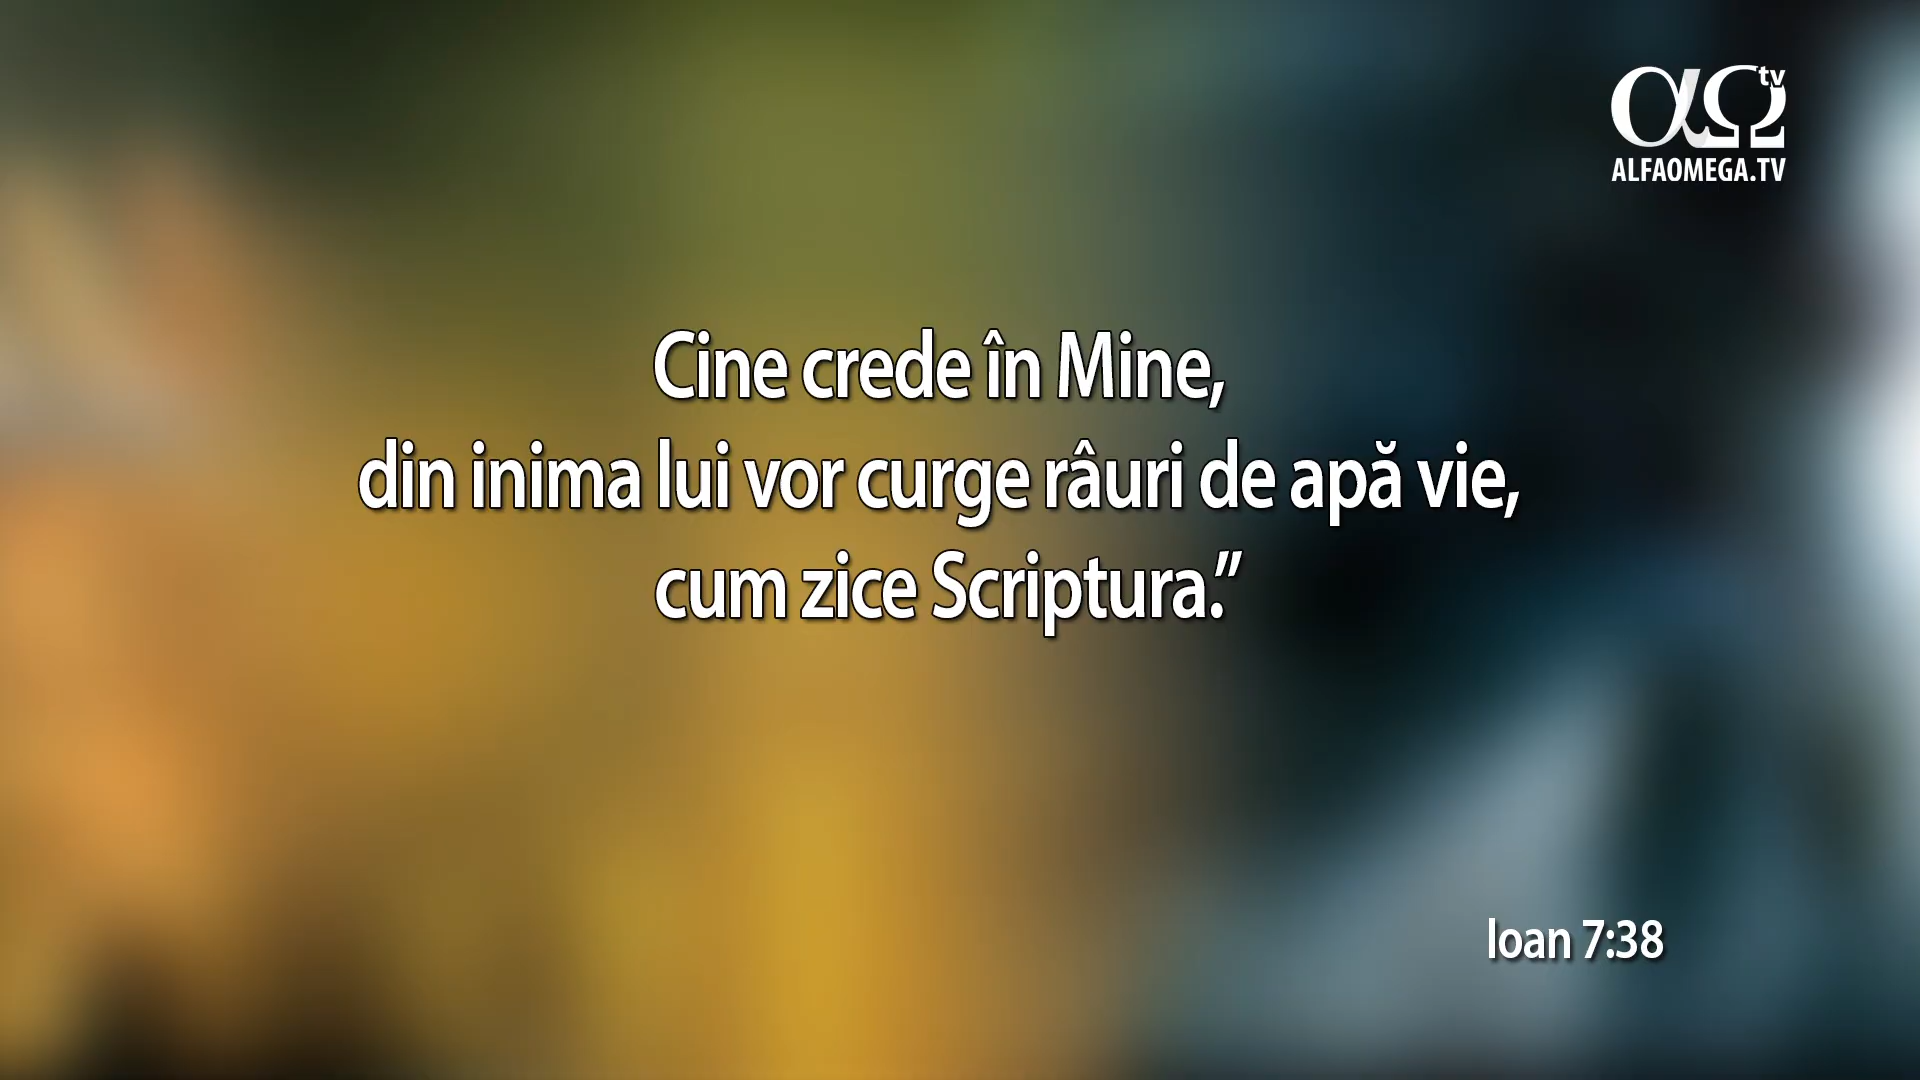 αΩ tv
ALFAOMEGA.TV
Cine crede în Mine,
din inima lui vor curge râuri de apă vie,
cum zice Scriptura.”
Ioan 7:38